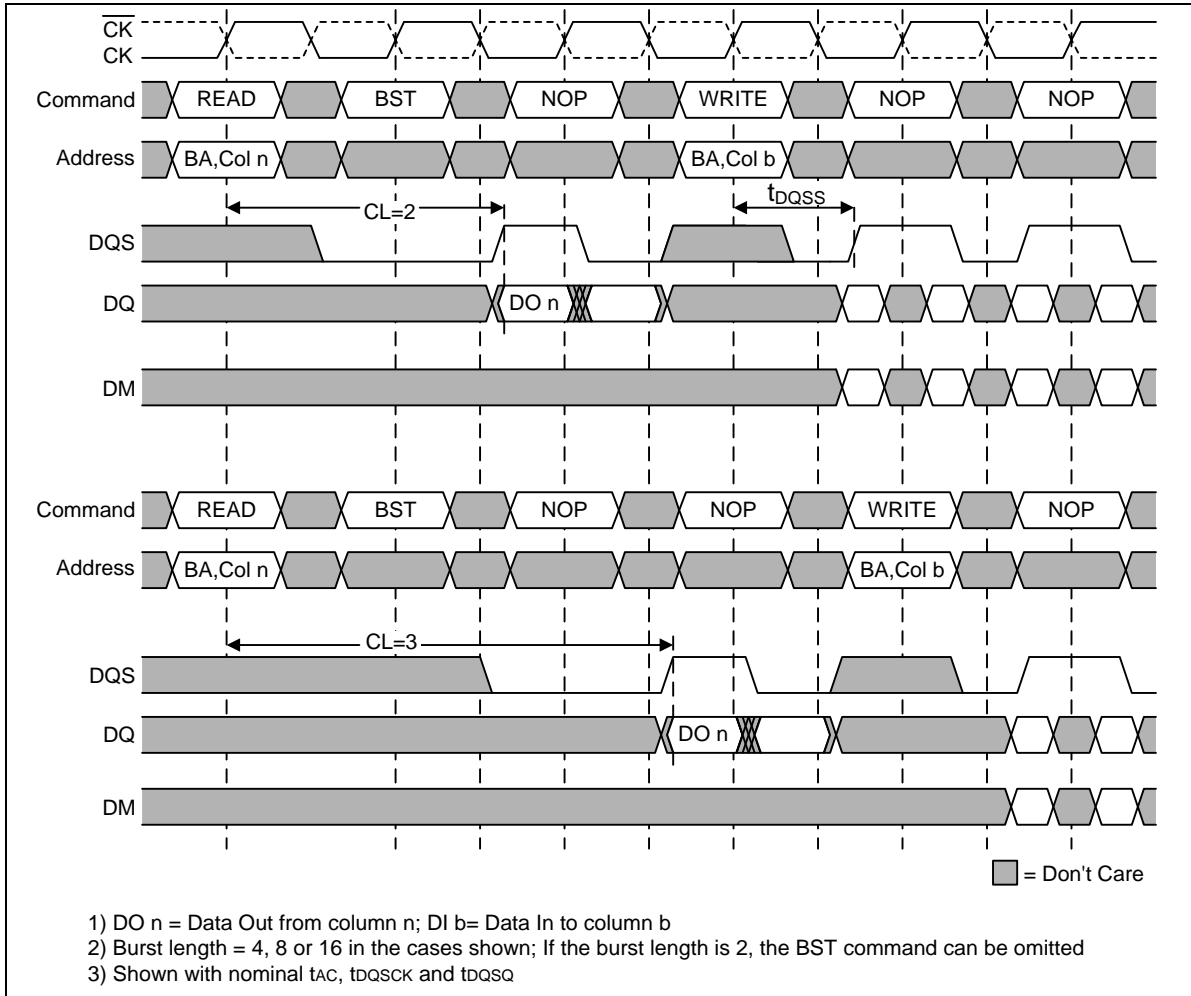 CK
CK
Command READ BST NOP WRITE NOP NOP
Address BA,Col n BA,Col b
tDQSS
CL=2
DQS
DQ DO n
DM
Command READ BST NOP NOP WRITE NOP
Address BA,Col n BA,Col b
CL=3
DQS
DQ DO n
DM
= Don't Care
1) DO n = Data Out from column n; DI b= Data In to column b
2) Burst length = 4, 8 or 16 in the cases shown; If the burst length is 2, the BST command can be omitted
3) Shown with nominal tAC, tDQSCK and tDQSQ